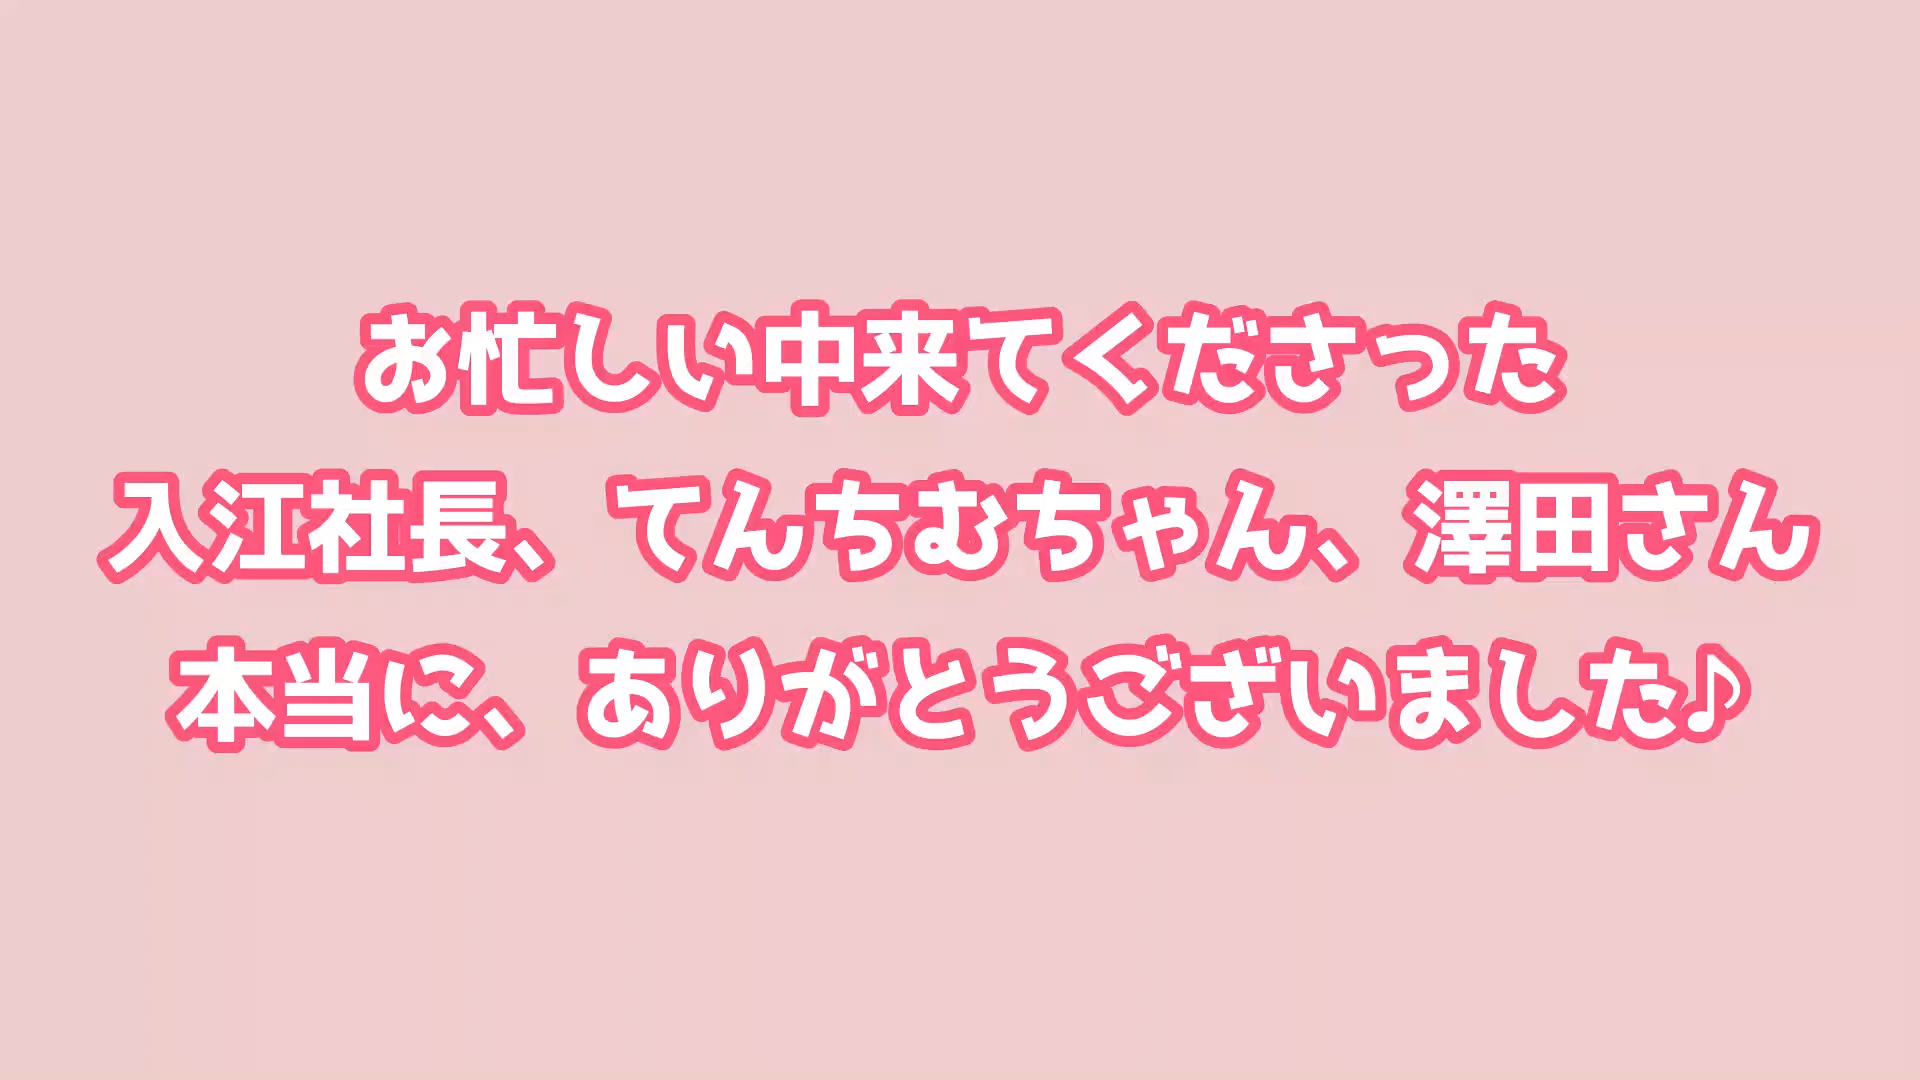 お忙しい中来てくださった
入江社長、てんちむちゃん、澤田さん
本当に、ありがとうございました♪